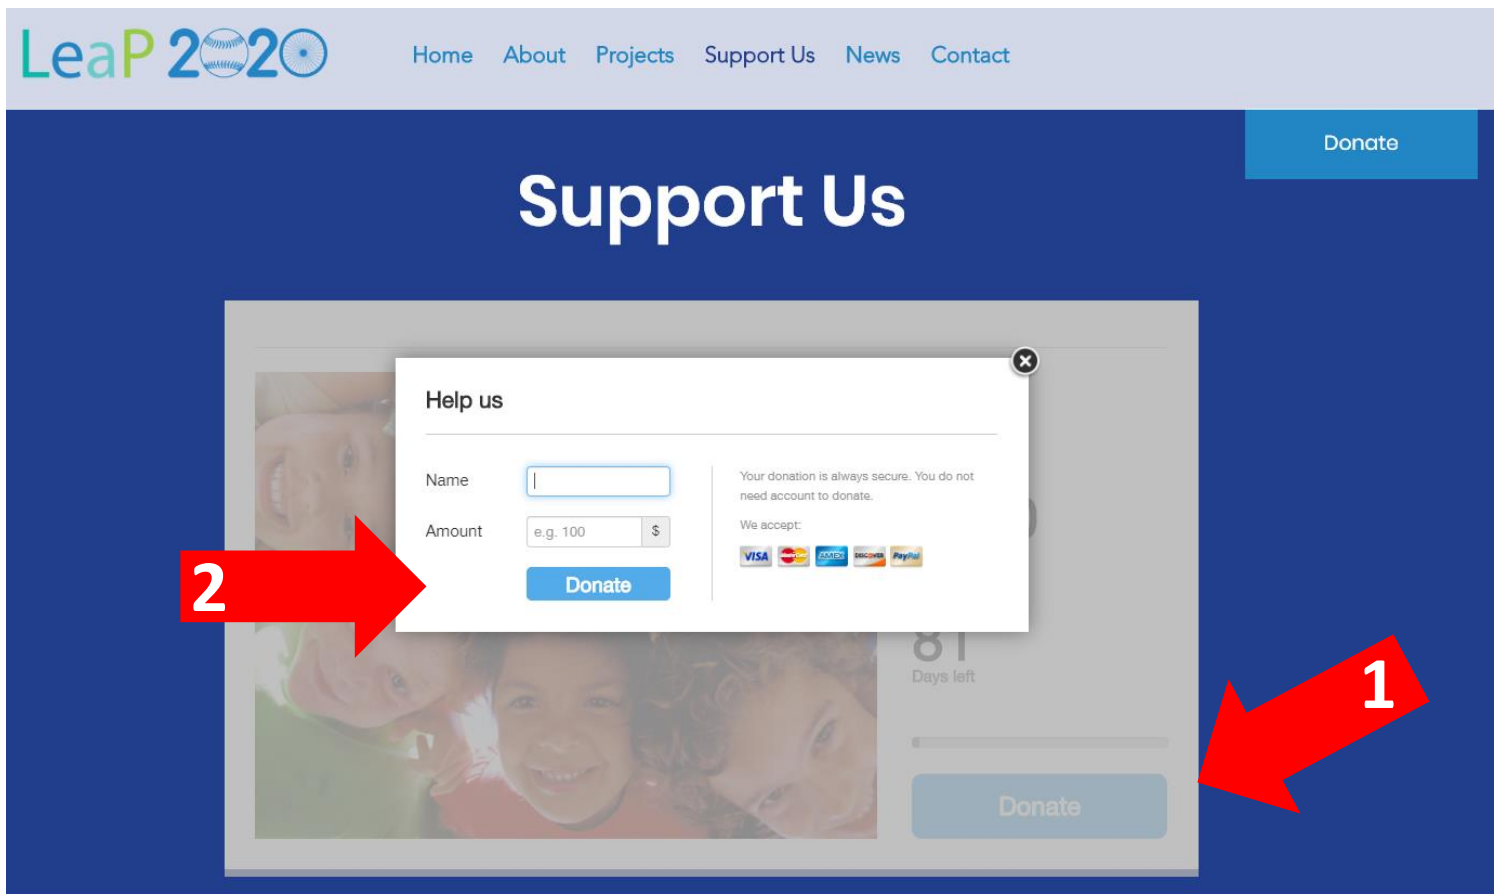 LeaP 2020
Home About Projects Support Us News Contact
Donate
Support Us
Help us
Name
Amount
e.g. 100 $
Donate
Your donation is always secure. You do not
need account to donate.
We accept:
VISA MasterCard AMEX DISCOVER PayPal
2
81
Days left
1
Donate